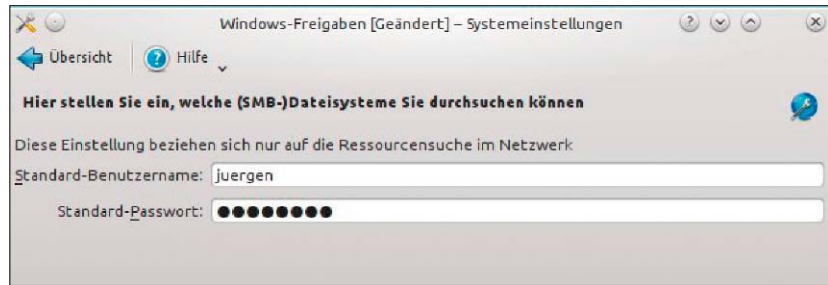 Windows-Freigaben [Geändert] – Systemeinstellungen
Übersicht Hilfe
Hier stellen Sie ein, welche (SMB-)Dateisysteme Sie durchsuchen können
Diese Einstellung beziehen sich nur auf die Ressourcensuche im Netzwerk
Standard-Benutzername: juergen
Standard-Passwort: ●●●●●●●●